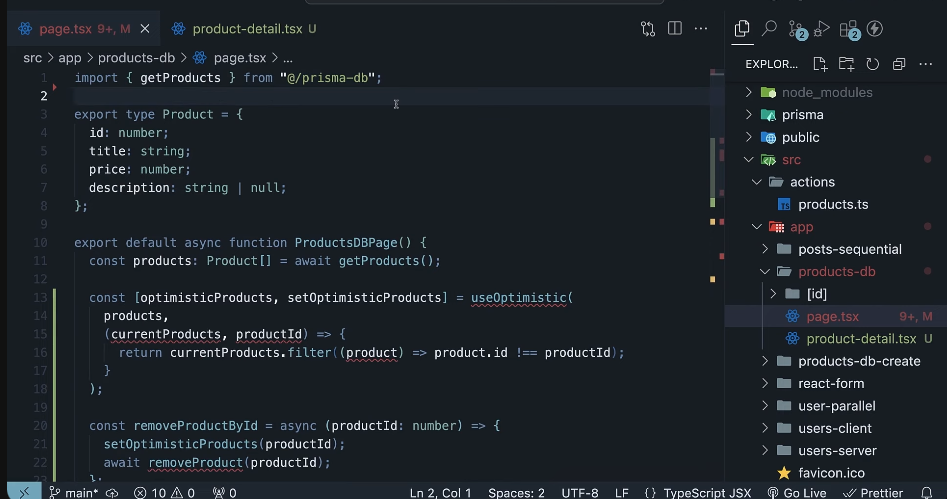 page.tsx 9+, M
product-detail.tsx U
src > app > products-db > page.tsx > ...
1 import { getProducts } from "@/prisma-db";
2
3 export type Product = {
4 id: number;
5 title: string;
6 price: number;
7 description: string | null;
8 };
9
10 export default async function ProductsDBPage() {
11 const products: Product[] = await getProducts();
12
13 const [optimisticProducts, setOptimisticProducts] = useOptimistic(
14 products,
15 (currentProducts, productId) => {
16 return currentProducts.filter((product) => product.id !== productId);
17 }
18 );
19
20 const removeProductById = async (productId: number) => {
21 setOptimisticProducts(productId);
22 await removeProduct(productId);
23 };
2
2
EXPLOR...
node_modules
prisma
public
src
actions
TS products.ts
app
posts-sequential
products-db
[id]
page.tsx 9+, M
product-detail.tsx U
products-db-create
react-form
user-parallel
users-client
users-server
favicon.ico
main* 10 0 0 Ln 2, Col 1 Spaces: 2 UTF-8 LF {} TypeScript JSX Go Live Prettier